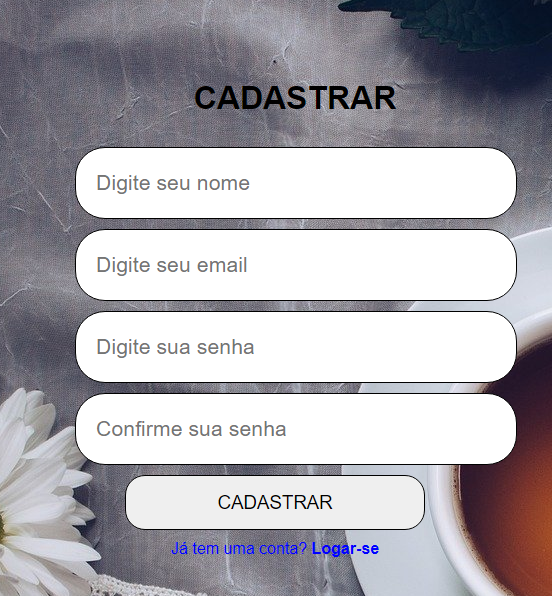 CADASTRAR
Digite seu nome
Digite seu email
Digite sua senha
Confirme sua senha
CADASTRAR
Já tem uma conta? Logar-se